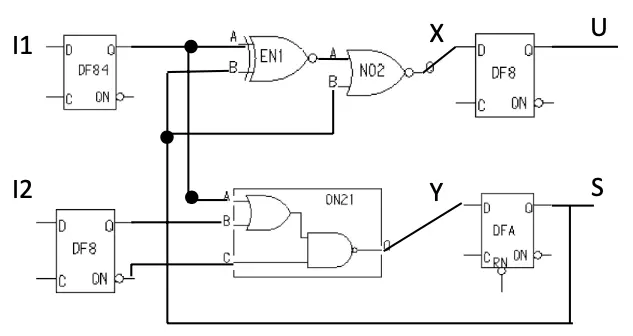 I1
D Q
DF84
C QN
A
B
EN1
A
B
NO2
Q
X
D Q
DF8
C QN
U
I2
D Q
DF8
C QN
A
B
C
ON21
Q
Y
D Q
DFA
C RN QN
S